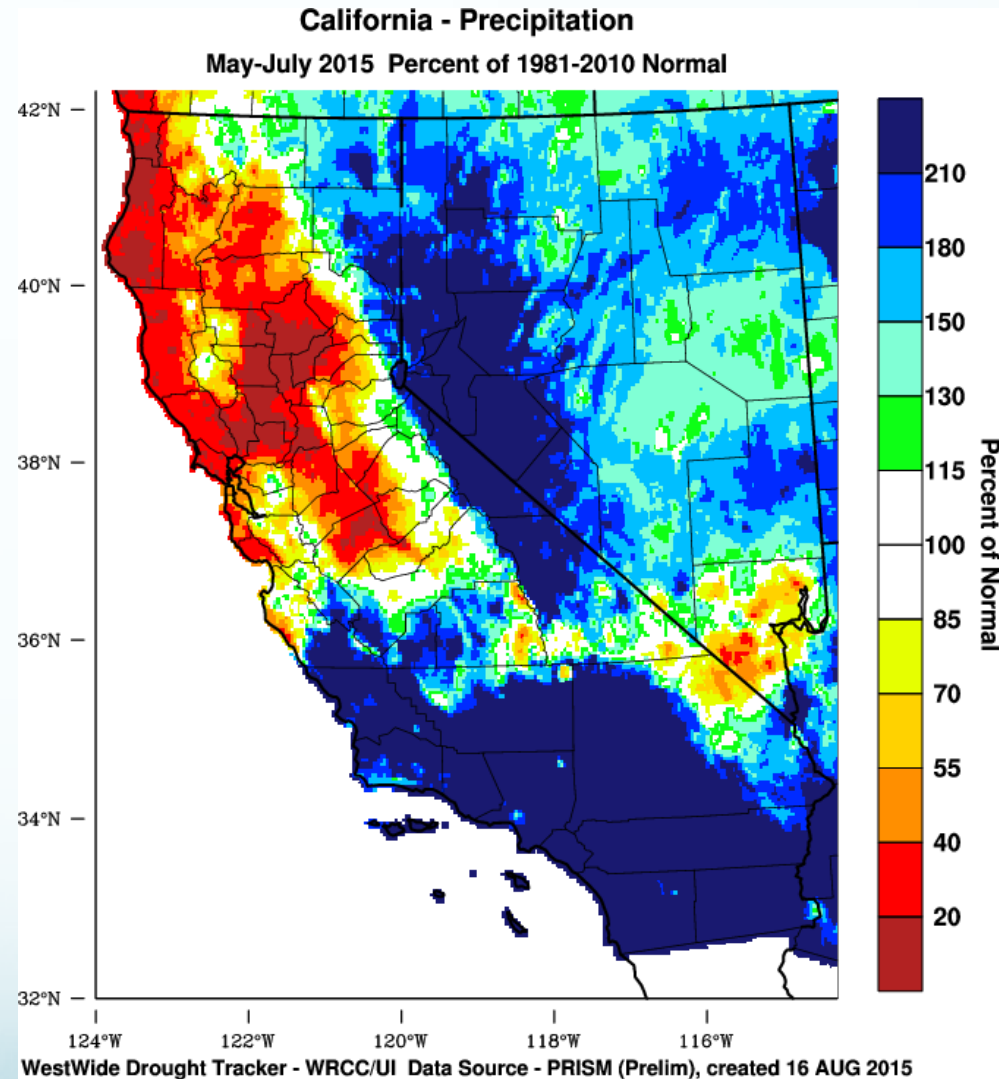 California - Precipitation
May-July 2015  Percent of 1981-2010 Normal
42°N
40°N
38°N
36°N
34°N
32°N
124°W
122°W
120°W
118°W
116°W
210
180
150
130
115
100
85
70
55
40
20
Percent of Normal
WestWide Drought Tracker - WRCC/UI  Data Source - PRISM (Prelim), created 16 AUG 2015